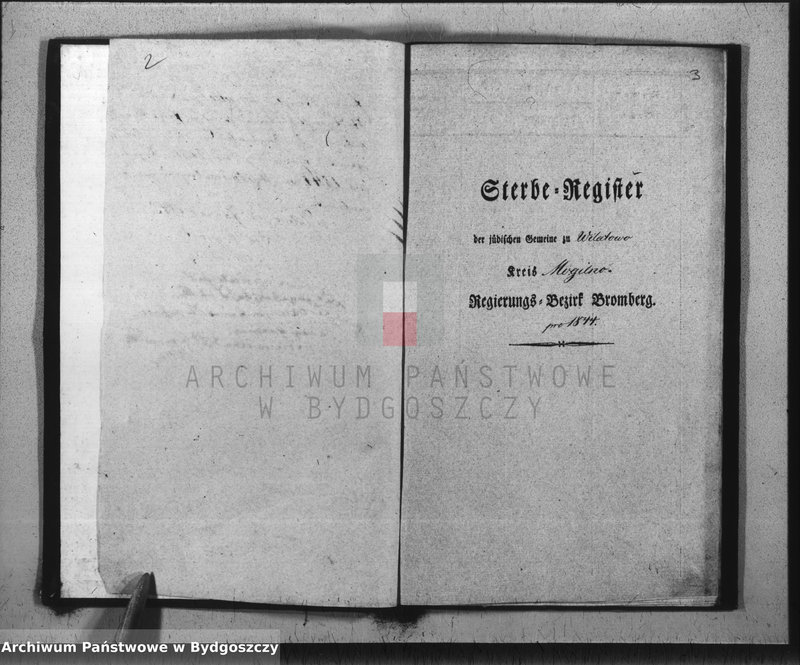 2
3
Sterbe-Register
der jüdischen Gemeine zu Wilatowo
Kreis Mogilno.
Regierungs-Bezirk Bromberg.
pro 1844.
ARCHIWUM PAŃSTWOWE
W BYDGOSZCZY
Archiwum Państwowe w Bydgoszczy